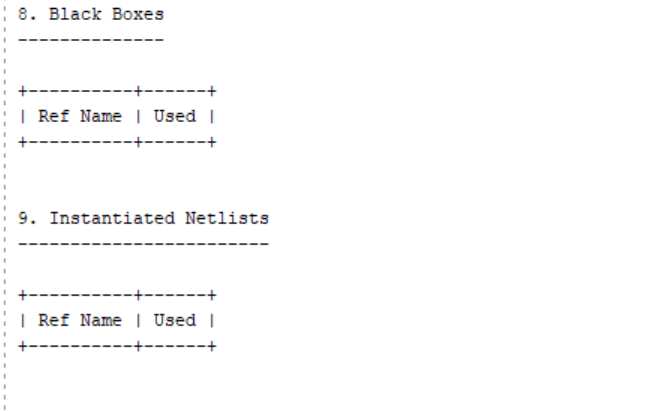 8. Black Boxes
--------------
+----------+------+
| Ref Name | Used |
+----------+------+
9. Instantiated Netlists
------------------------
+----------+------+
| Ref Name | Used |
+----------+------+